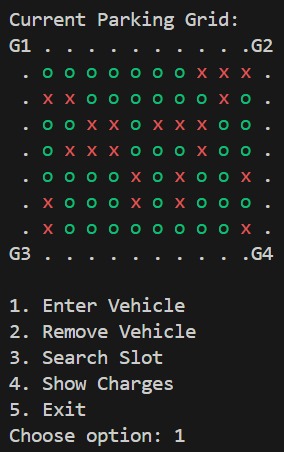 Current Parking Grid:
G1 . . . . . . . . . .G2
 . o o o o o o o x x x .
 . x x o o o o o o x o .
 . o o x x o x x x o o .
 . o x x x o o o x o o .
 . o o o o x o x o o x .
 . x o o o x o x o o o .
 . x o o o o o o o o x .
G3 . . . . . . . . . .G4
1. Enter Vehicle
2. Remove Vehicle
3. Search Slot
4. Show Charges
5. Exit
Choose option: 1